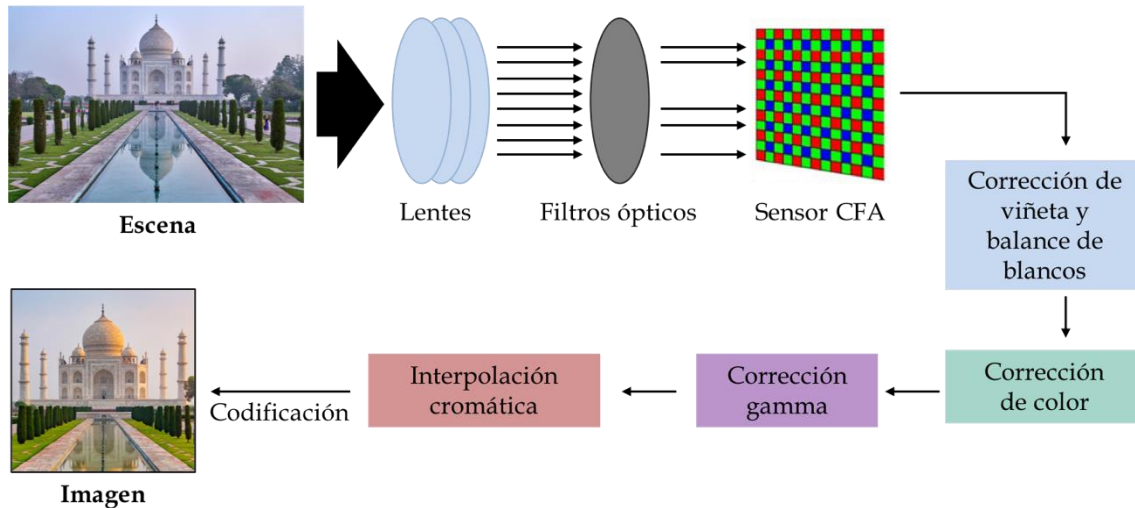 Escena
Lentes
Filtros ópticos
Sensor CFA
Corrección de
viñeta y
balance de
blancos
Corrección
de color
Corrección
gamma
Interpolación
cromática
Codificación
Imagen